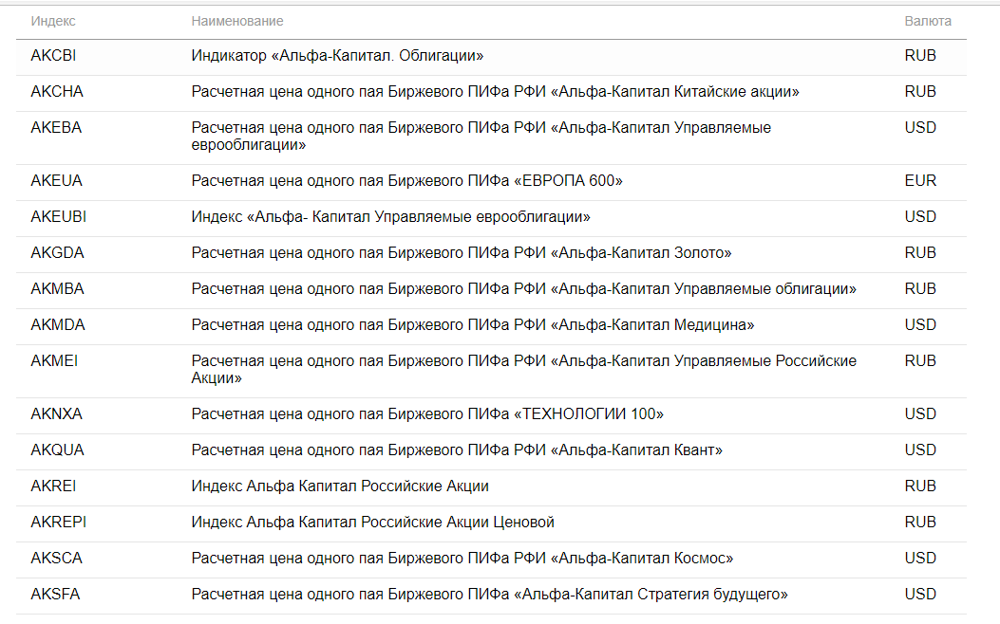 Индекс Наименование Валюта
AKCBI Индикатор «Альфа-Капитал. Облигации» RUB
AKCHA Расчетная цена одного пая Биржевого ПИФа РФИ «Альфа-Капитал Китайские акции» RUB
AKEBA Расчетная цена одного пая Биржевого ПИФа РФИ «Альфа-Капитал Управляемые USD
еврооблигации»
AKEUA Расчетная цена одного пая Биржевого ПИФа «ЕВРОПА 600» EUR
AKEUBI Индекс «Альфа- Капитал Управляемые еврооблигации» USD
AKGDA Расчетная цена одного пая Биржевого ПИФа РФИ «Альфа-Капитал Золото» RUB
AKMBA Расчетная цена одного пая Биржевого ПИФа РФИ «Альфа-Капитал Управляемые облигации» RUB
AKMDA Расчетная цена одного пая Биржевого ПИФа РФИ «Альфа-Капитал Медицина» USD
AKMEI Расчетная цена одного пая Биржевого ПИФа РФИ «Альфа-Капитал Управляемые Российские RUB
Акции»
AKNXA Расчетная цена одного пая Биржевого ПИФа «ТЕХНОЛОГИИ 100» USD
AKQUA Расчетная цена одного пая Биржевого ПИФа РФИ «Альфа-Капитал Квант» USD
AKREI Индекс Альфа Капитал Российские Акции RUB
AKREPI Индекс Альфа Капитал Российские Акции Ценовой RUB
AKSCA Расчетная цена одного пая Биржевого ПИФа РФИ «Альфа-Капитал Космос» USD
AKSFA Расчетная цена одного пая Биржевого ПИФа «Альфа-Капитал Стратегия будущего» USD